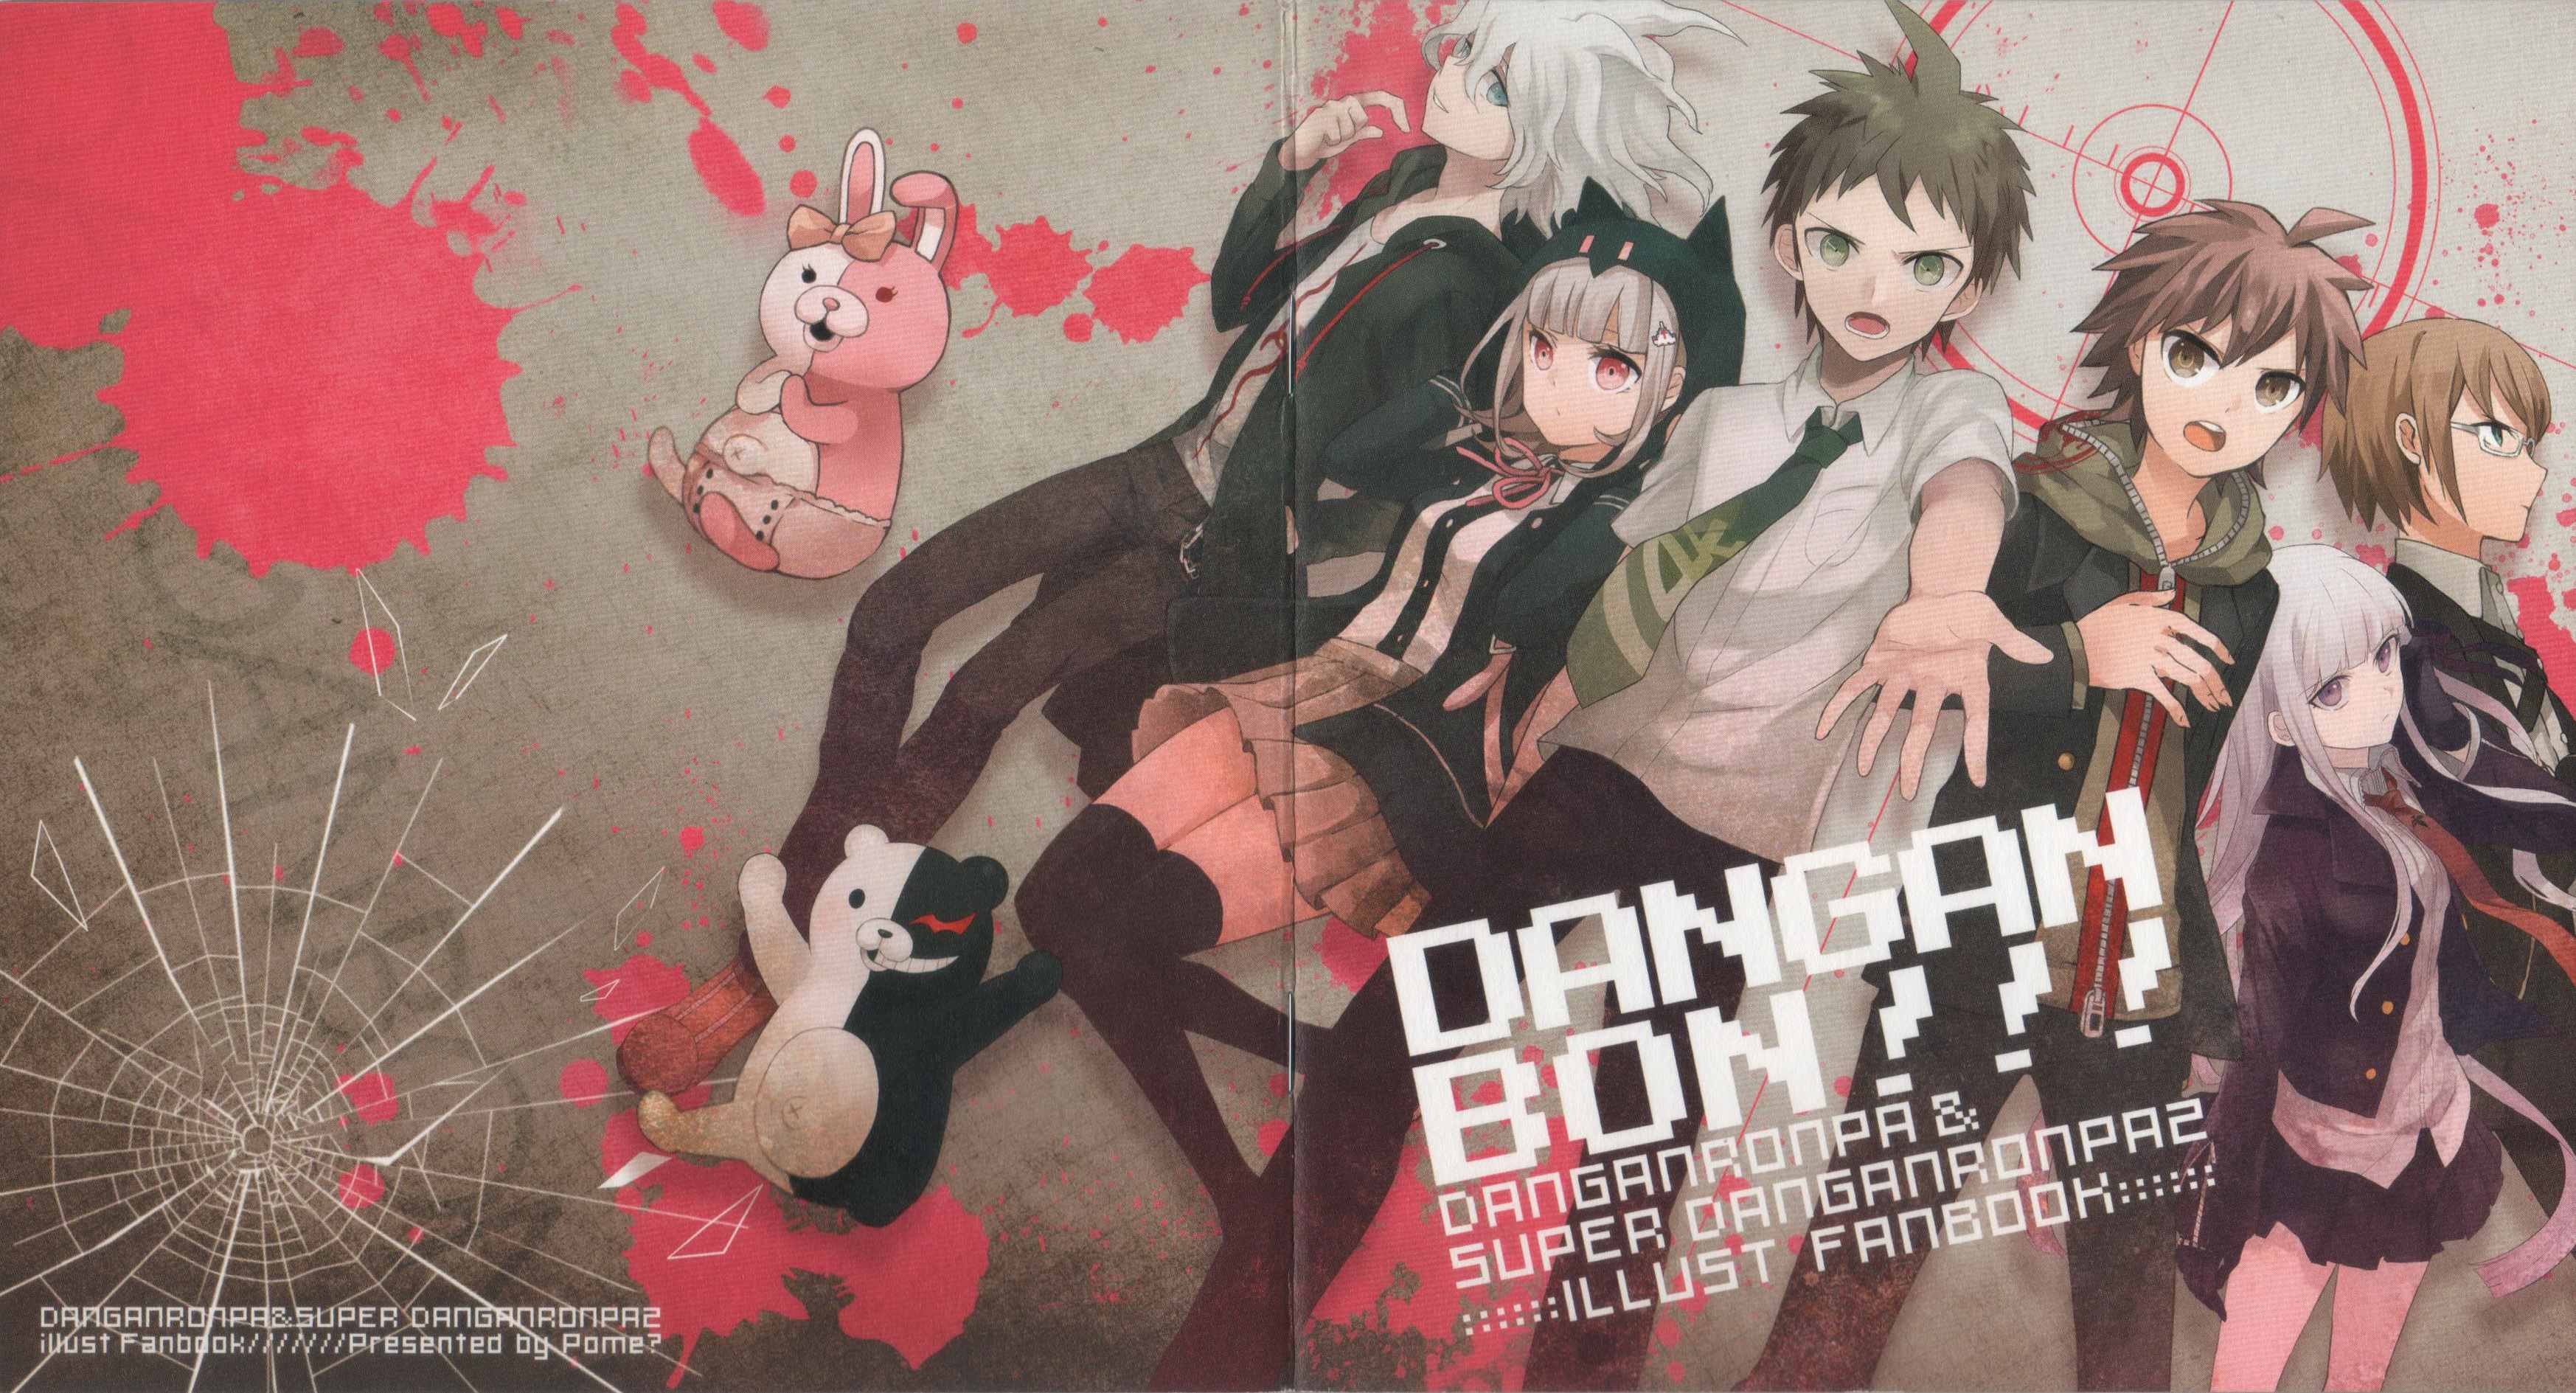 DANGAN
BON!!!
DANGANRONPA &
SUPER DANGANRONPA2
::::::ILLUST FANBOOK::::::
DANGANRONPA&SUPER DANGANRONPA2
illust Fanbook///////Presented by Pome?